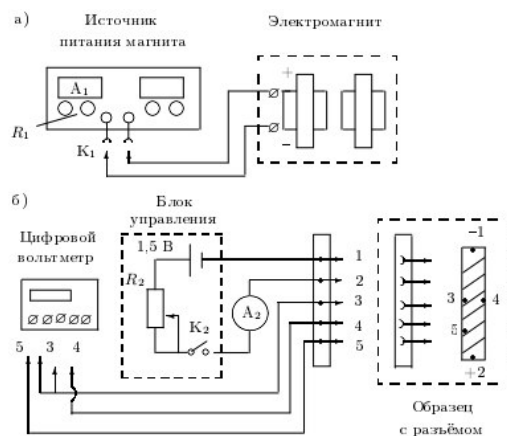 а)
Источник
питания магнита
Электромагнит
A₁
R₁
K₁
+
−
б)
Блок
управления
Цифровой
вольтметр
1,5 В
R₂
K₂
A₂
5 3 4
1
2
3
4
5
−1
3 4
5
+2
Образец
с разъёмом